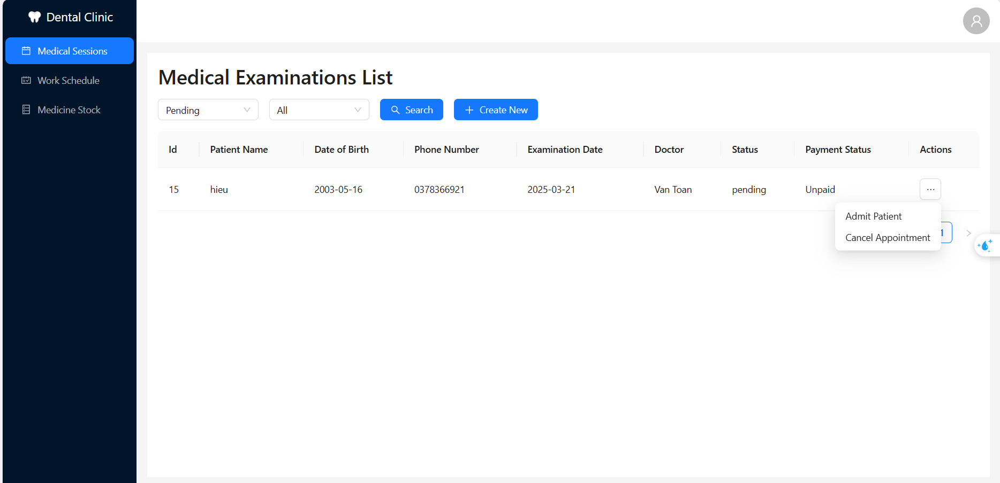 Dental Clinic
Medical Sessions
Work Schedule
Medicine Stock
Medical Examinations List
Pending All Search Create New
Id Patient Name Date of Birth Phone Number Examination Date Doctor Status Payment Status Actions
15 hieu 2003-05-16 0378366921 2025-03-21 Van Toan pending Unpaid ...
Admit Patient
Cancel Appointment
1